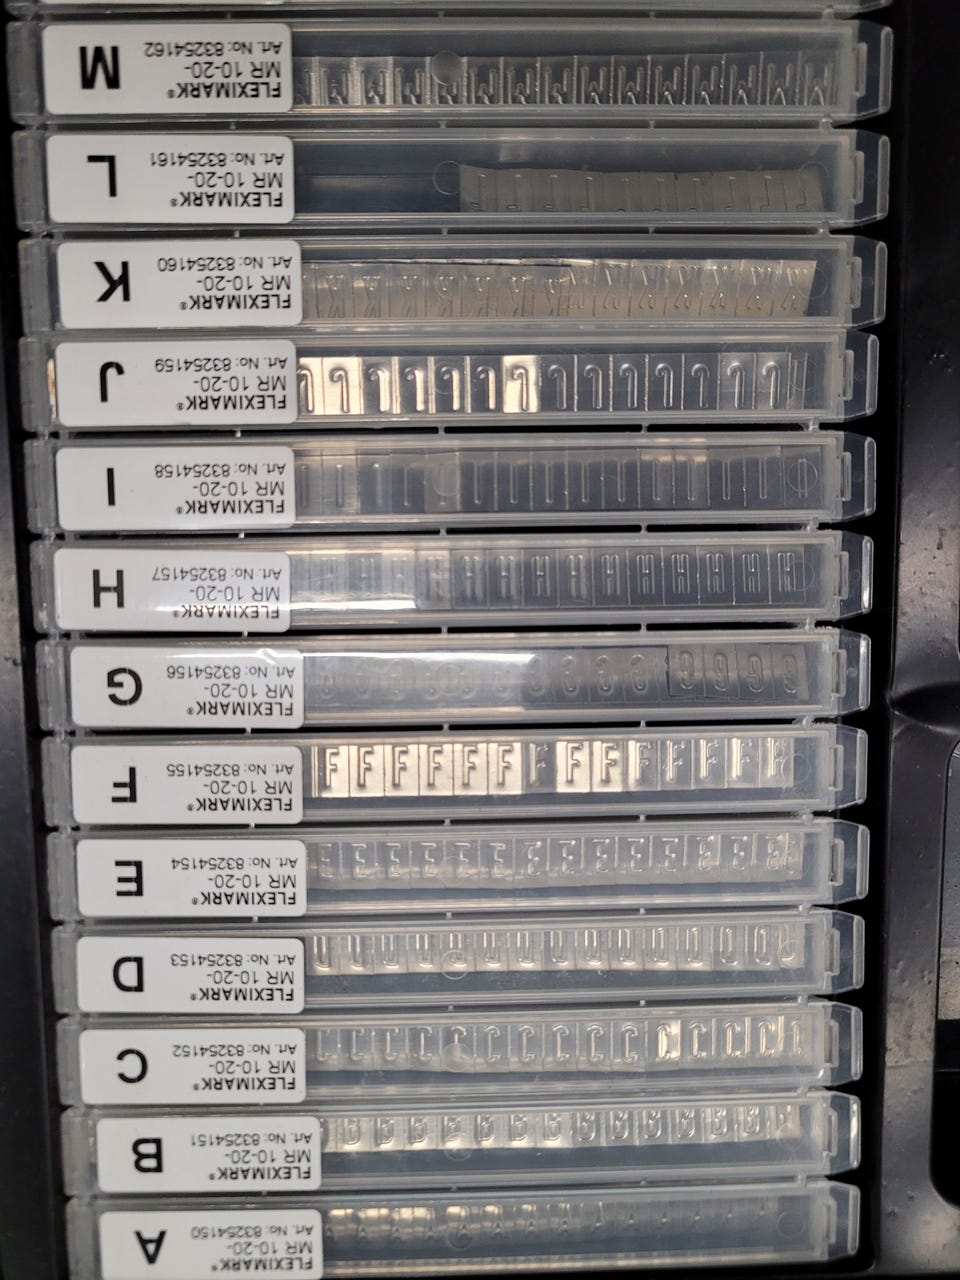 A
FLEXIMARK®
MR 10-20-
Art. No: 83254150
B
FLEXIMARK®
MR 10-20-
Art. No: 83254151
C
FLEXIMARK®
MR 10-20-
Art. No: 83254152
D
FLEXIMARK®
MR 10-20-
Art. No: 83254153
E
FLEXIMARK®
MR 10-20-
Art. No: 83254154
F
FLEXIMARK®
MR 10-20-
Art. No: 83254155
G
FLEXIMARK®
MR 10-20-
Art. No: 83254156
H
FLEXIMARK®
MR 10-20-
Art. No: 83254157
I
FLEXIMARK®
MR 10-20-
Art. No: 83254158
J
FLEXIMARK®
MR 10-20-
Art. No: 83254159
K
FLEXIMARK®
MR 10-20-
Art. No: 83254160
L
FLEXIMARK®
MR 10-20-
Art. No: 83254161
M
FLEXIMARK®
MR 10-20-
Art. No: 83254162